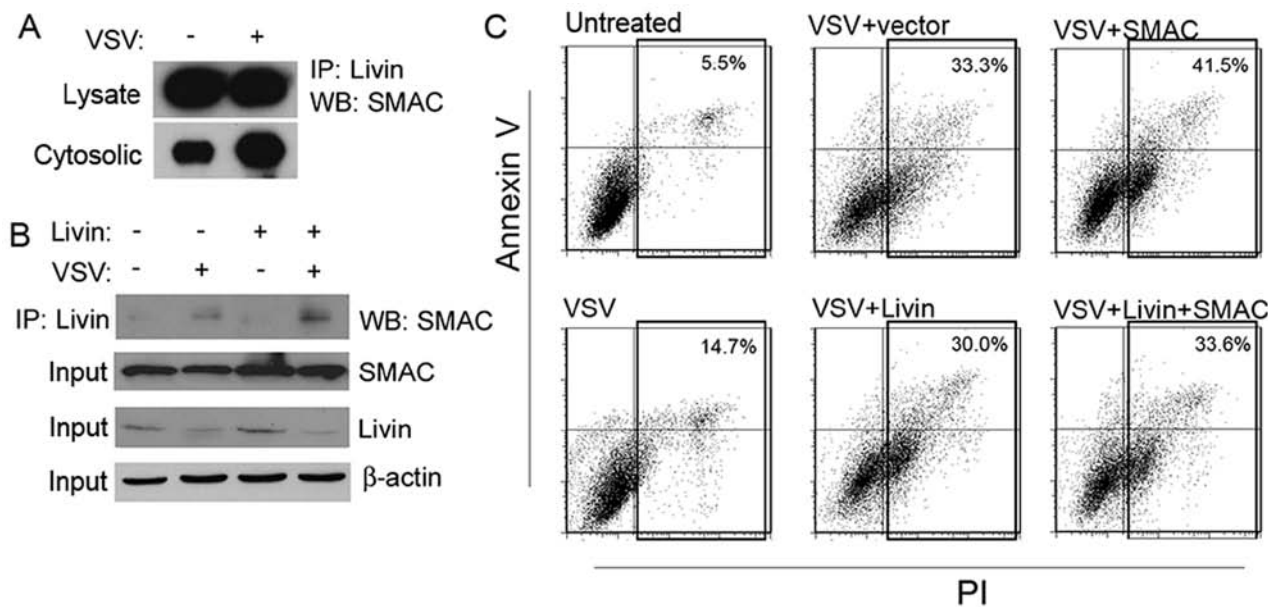 A
VSV: - +
Lysate
Cytosolic
IP: Livin
WB: SMAC
B
Livin: - - + +
VSV: - + - +
IP: Livin WB: SMAC
Input SMAC
Input Livin
Input β-actin
C
Untreated VSV+vector VSV+SMAC
5.5% 33.3% 41.5%
VSV VSV+Livin VSV+Livin+SMAC
14.7% 30.0% 33.6%
Annexin V
PI